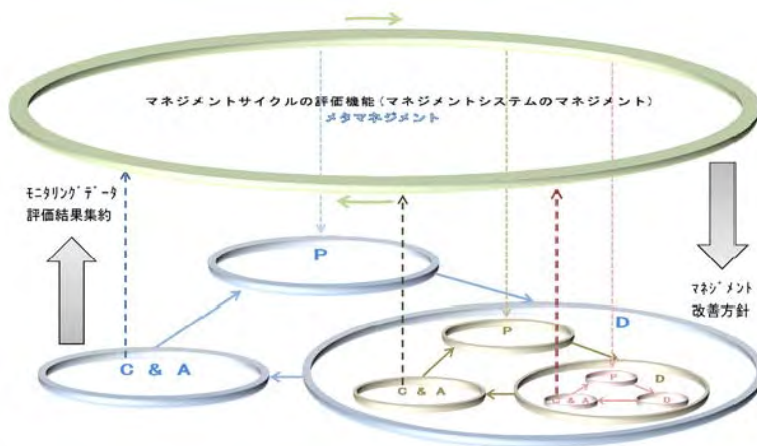 マネジメントサイクルの評価機能(マネジメントシステムのマネジメント)
メタマネジメント
モニタリングデータ
評価結果集約
P
マネジメント
改善方針
D
P
C & A
C & A
P
D
C & A
D